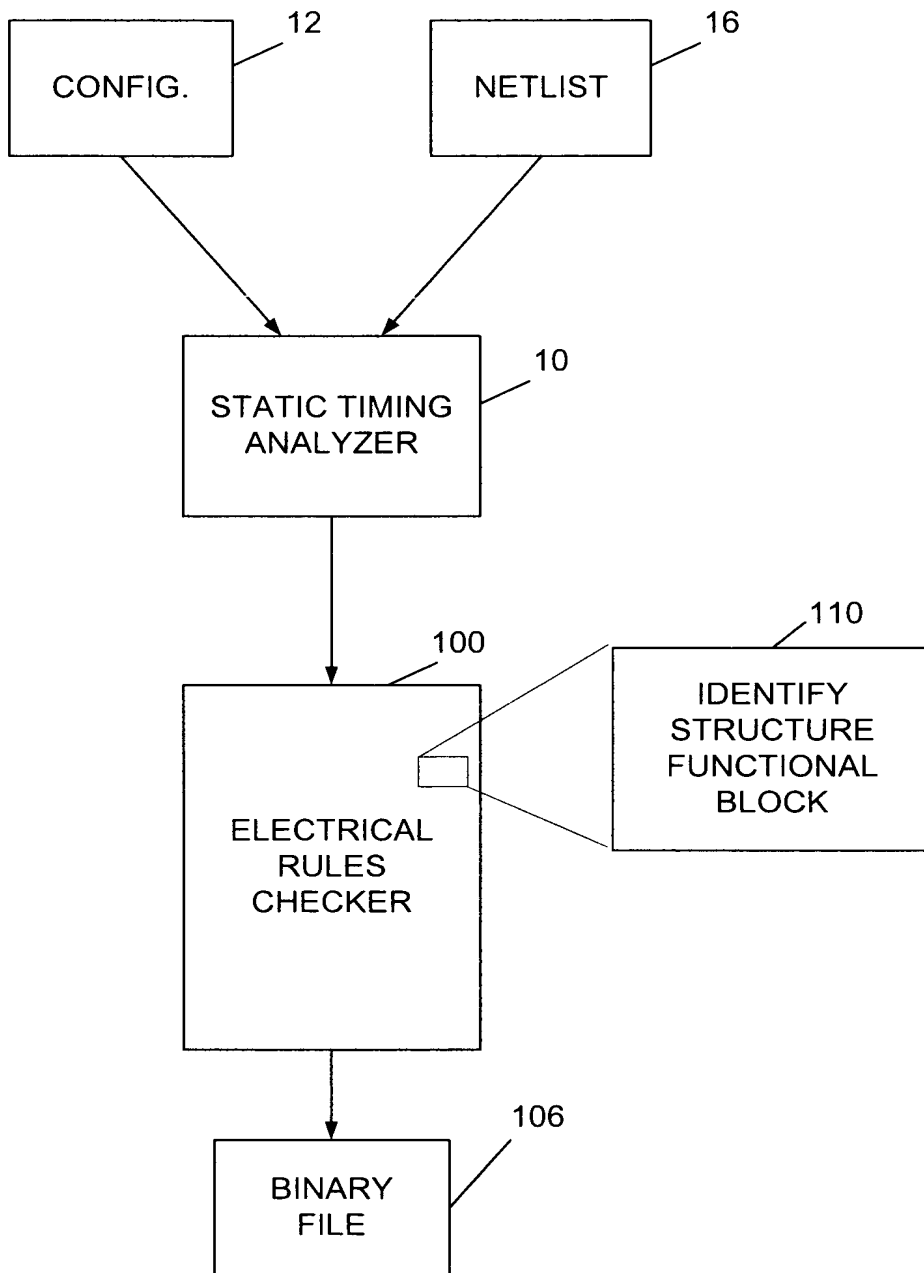 12
16
CONFIG.
NETLIST
10
STATIC TIMING
ANALYZER
100
110
IDENTIFY
STRUCTURE
FUNCTIONAL
BLOCK
ELECTRICAL
RULES
CHECKER
106
BINARY
FILE